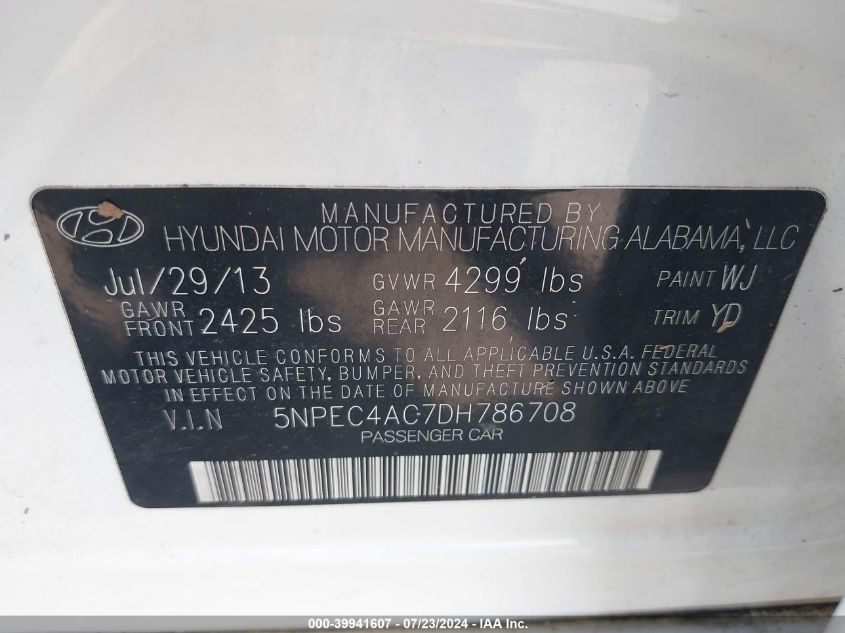 MANUFACTURED BY
HYUNDAI MOTOR MANUFACTURING ALABAMA, LLC
Jul/29/13 GVWR 4299 lbs PAINT WJ
GAWR FRONT 2425 lbs GAWR REAR 2116 lbs TRIM YD
THIS VEHICLE CONFORMS TO ALL APPLICABLE U.S.A. FEDERAL
MOTOR VEHICLE SAFETY, BUMPER, AND THEFT PREVENTION STANDARDS
IN EFFECT ON THE DATE OF MANUFACTURE SHOWN ABOVE
V.I.N 5NPEC4AC7DH786708
PASSENGER CAR
000-39941607 - 07/23/2024 - IAA Inc.